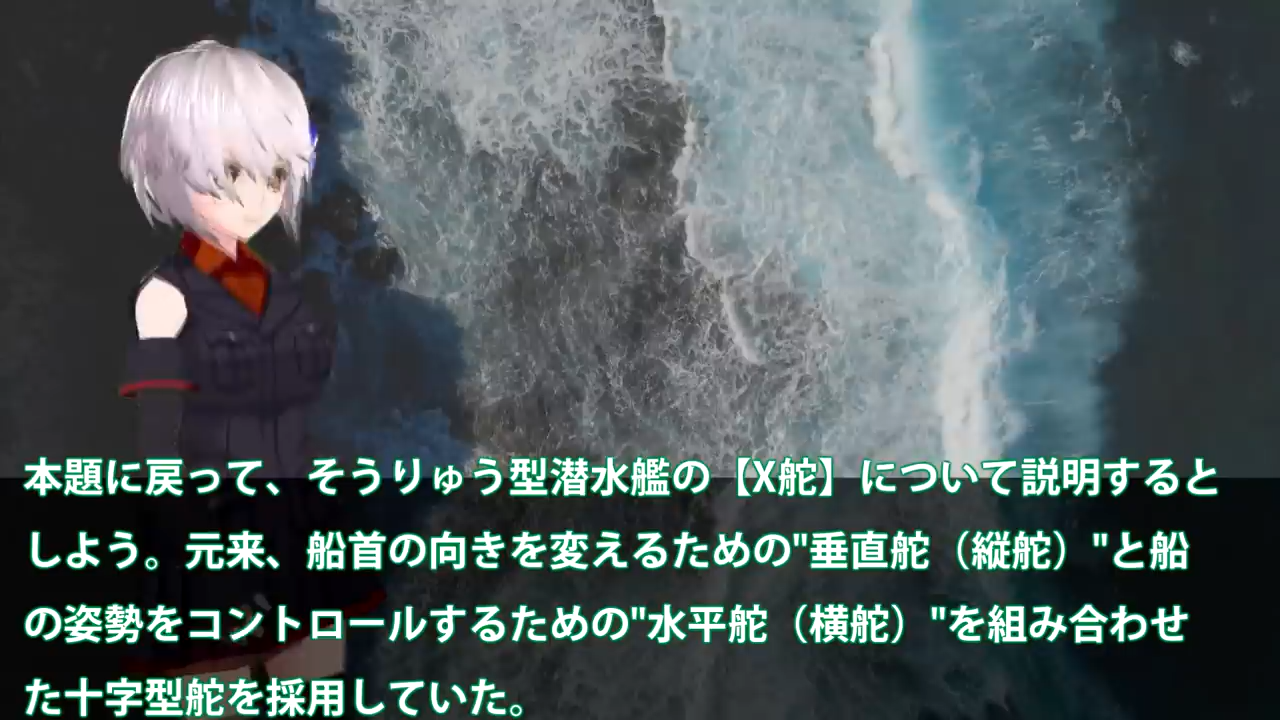 本題に戻って、そうりゅう型潜水艦の【X舵】について説明すると
しよう。元来、船首の向きを変えるための"垂直舵（縦舵）"と船
の姿勢をコントロールするための"水平舵（横舵）"を組み合わせ
た十字型舵を採用していた。